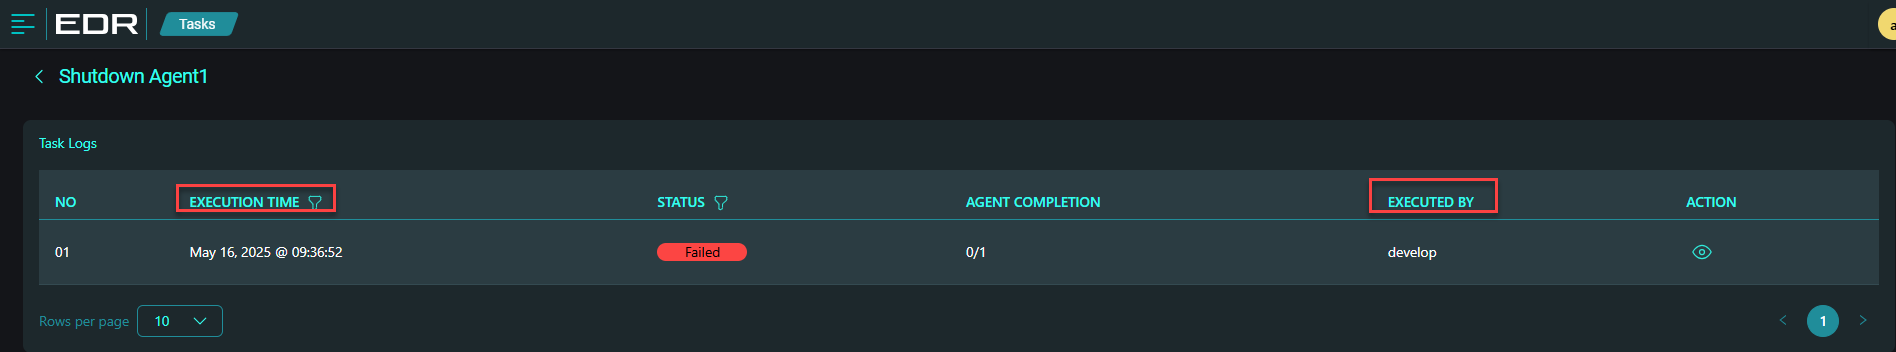 EDR Tasks
a
Shutdown Agent1
Task Logs
NO EXECUTION TIME STATUS AGENT COMPLETION EXECUTED BY ACTION
01 May 16, 2025 @ 09:36:52 Failed 0/1 develop
Rows per page 10 < 1 >